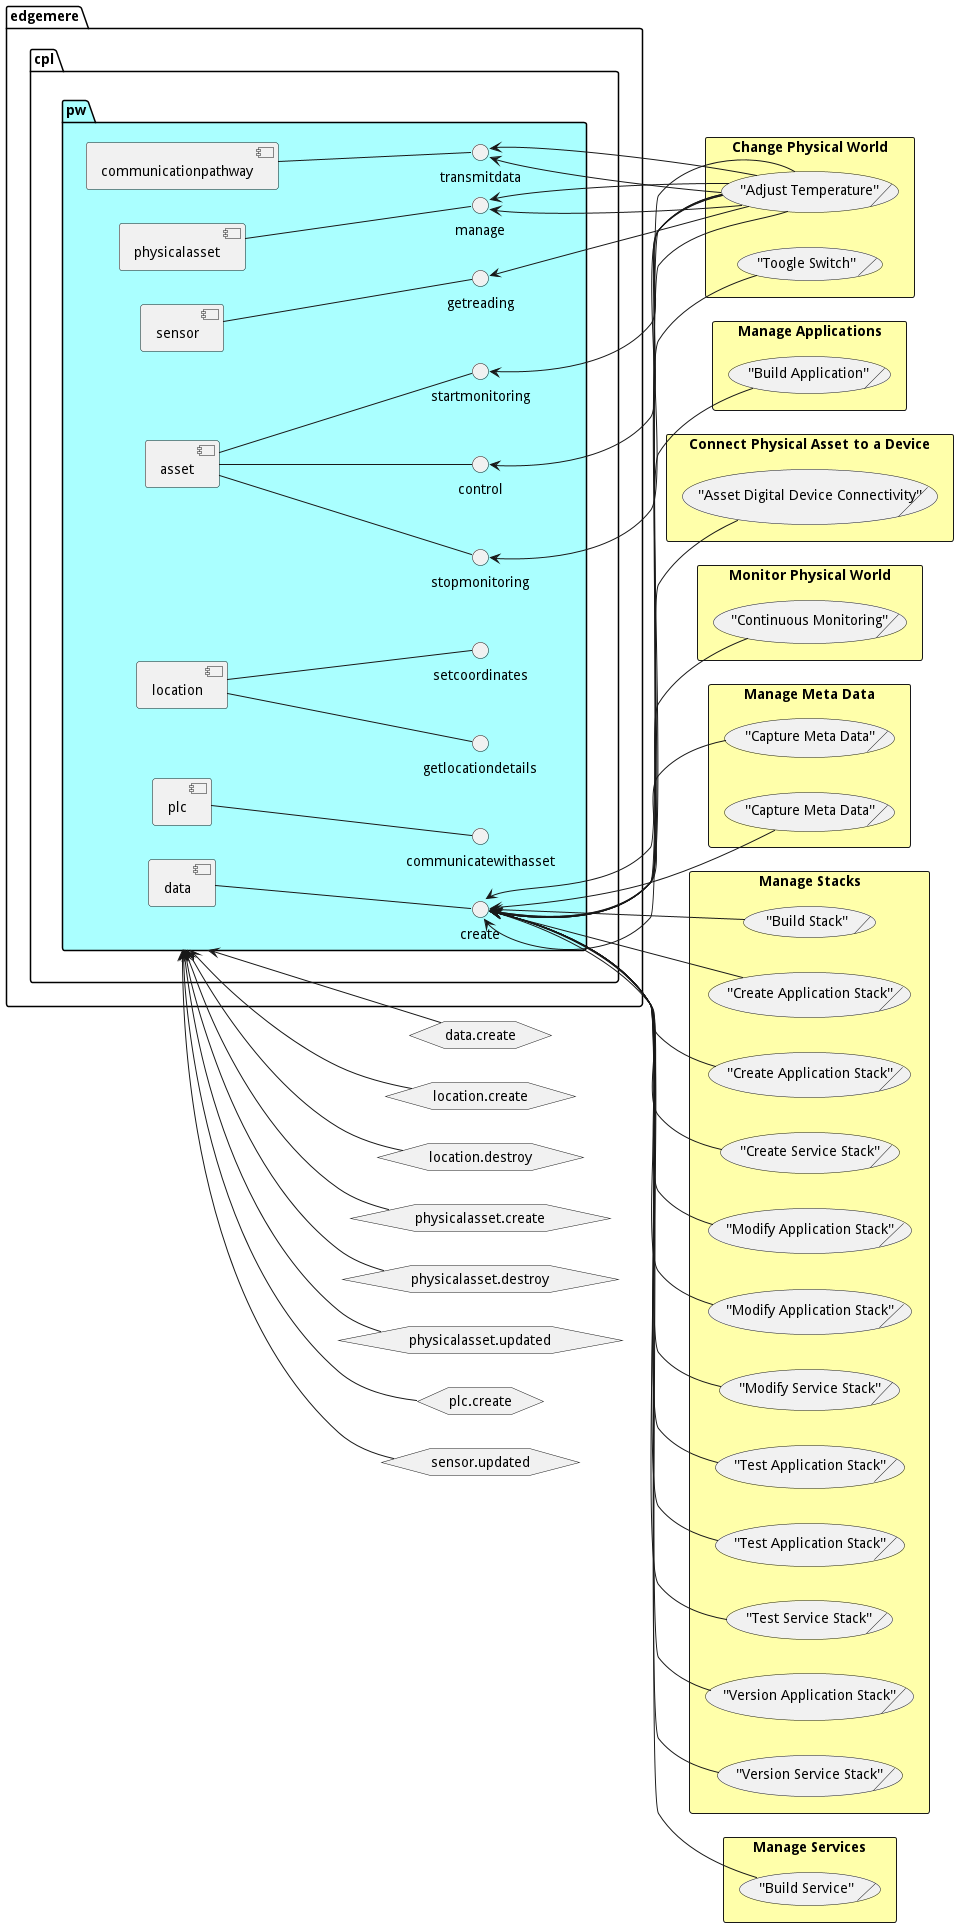 edgemere
cpl
pw
communicationpathway
transmitdata
manage
physicalasset
getreading
sensor
startmonitoring
asset
control
stopmonitoring
location
setcoordinates
getlocationdetails
plc
communicatewithasset
data
create
Change Physical World
"Adjust Temperature"
"Toogle Switch"
Manage Applications
"Build Application"
Connect Physical Asset to a Device
"Asset Digital Device Connectivity"
Monitor Physical World
"Continuous Monitoring"
Manage Meta Data
"Capture Meta Data"
"Capture Meta Data"
Manage Stacks
"Build Stack"
"Create Application Stack"
"Create Application Stack"
"Create Service Stack"
"Modify Application Stack"
"Modify Application Stack"
"Modify Service Stack"
"Test Application Stack"
"Test Application Stack"
"Test Service Stack"
"Version Application Stack"
"Version Service Stack"
Manage Services
"Build Service"
data.create
location.create
location.destroy
physicalasset.create
physicalasset.destroy
physicalasset.updated
plc.create
sensor.updated